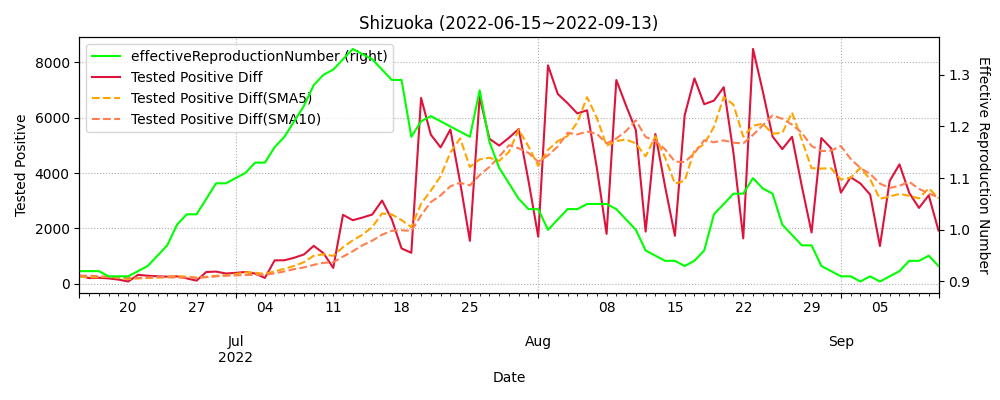 Shizuoka (2022-06-15~2022-09-13)
effectiveReproductionNumber (right)
Tested Positive Diff
Tested Positive Diff(SMA5)
Tested Positive Diff(SMA10)
Tested Positive
8000
6000
4000
2000
0
Effective Reproduction Number
1.3
1.2
1.1
1.0
0.9
20 27 04 11 18 25 08 15 22 29 05
Jul Aug Sep
2022
Date